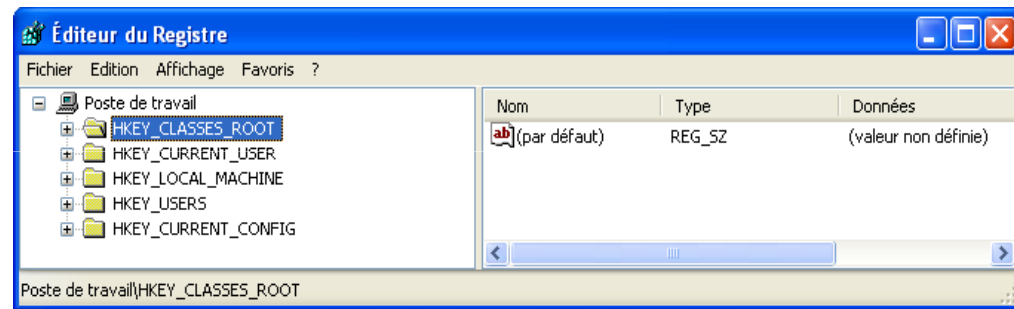 Éditeur du Registre
Fichier Edition Affichage Favoris ?
Poste de travail
HKEY_CLASSES_ROOT
HKEY_CURRENT_USER
HKEY_LOCAL_MACHINE
HKEY_USERS
HKEY_CURRENT_CONFIG
Nom Type Données
ab (par défaut) REG_SZ (valeur non définie)
Poste de travail\HKEY_CLASSES_ROOT